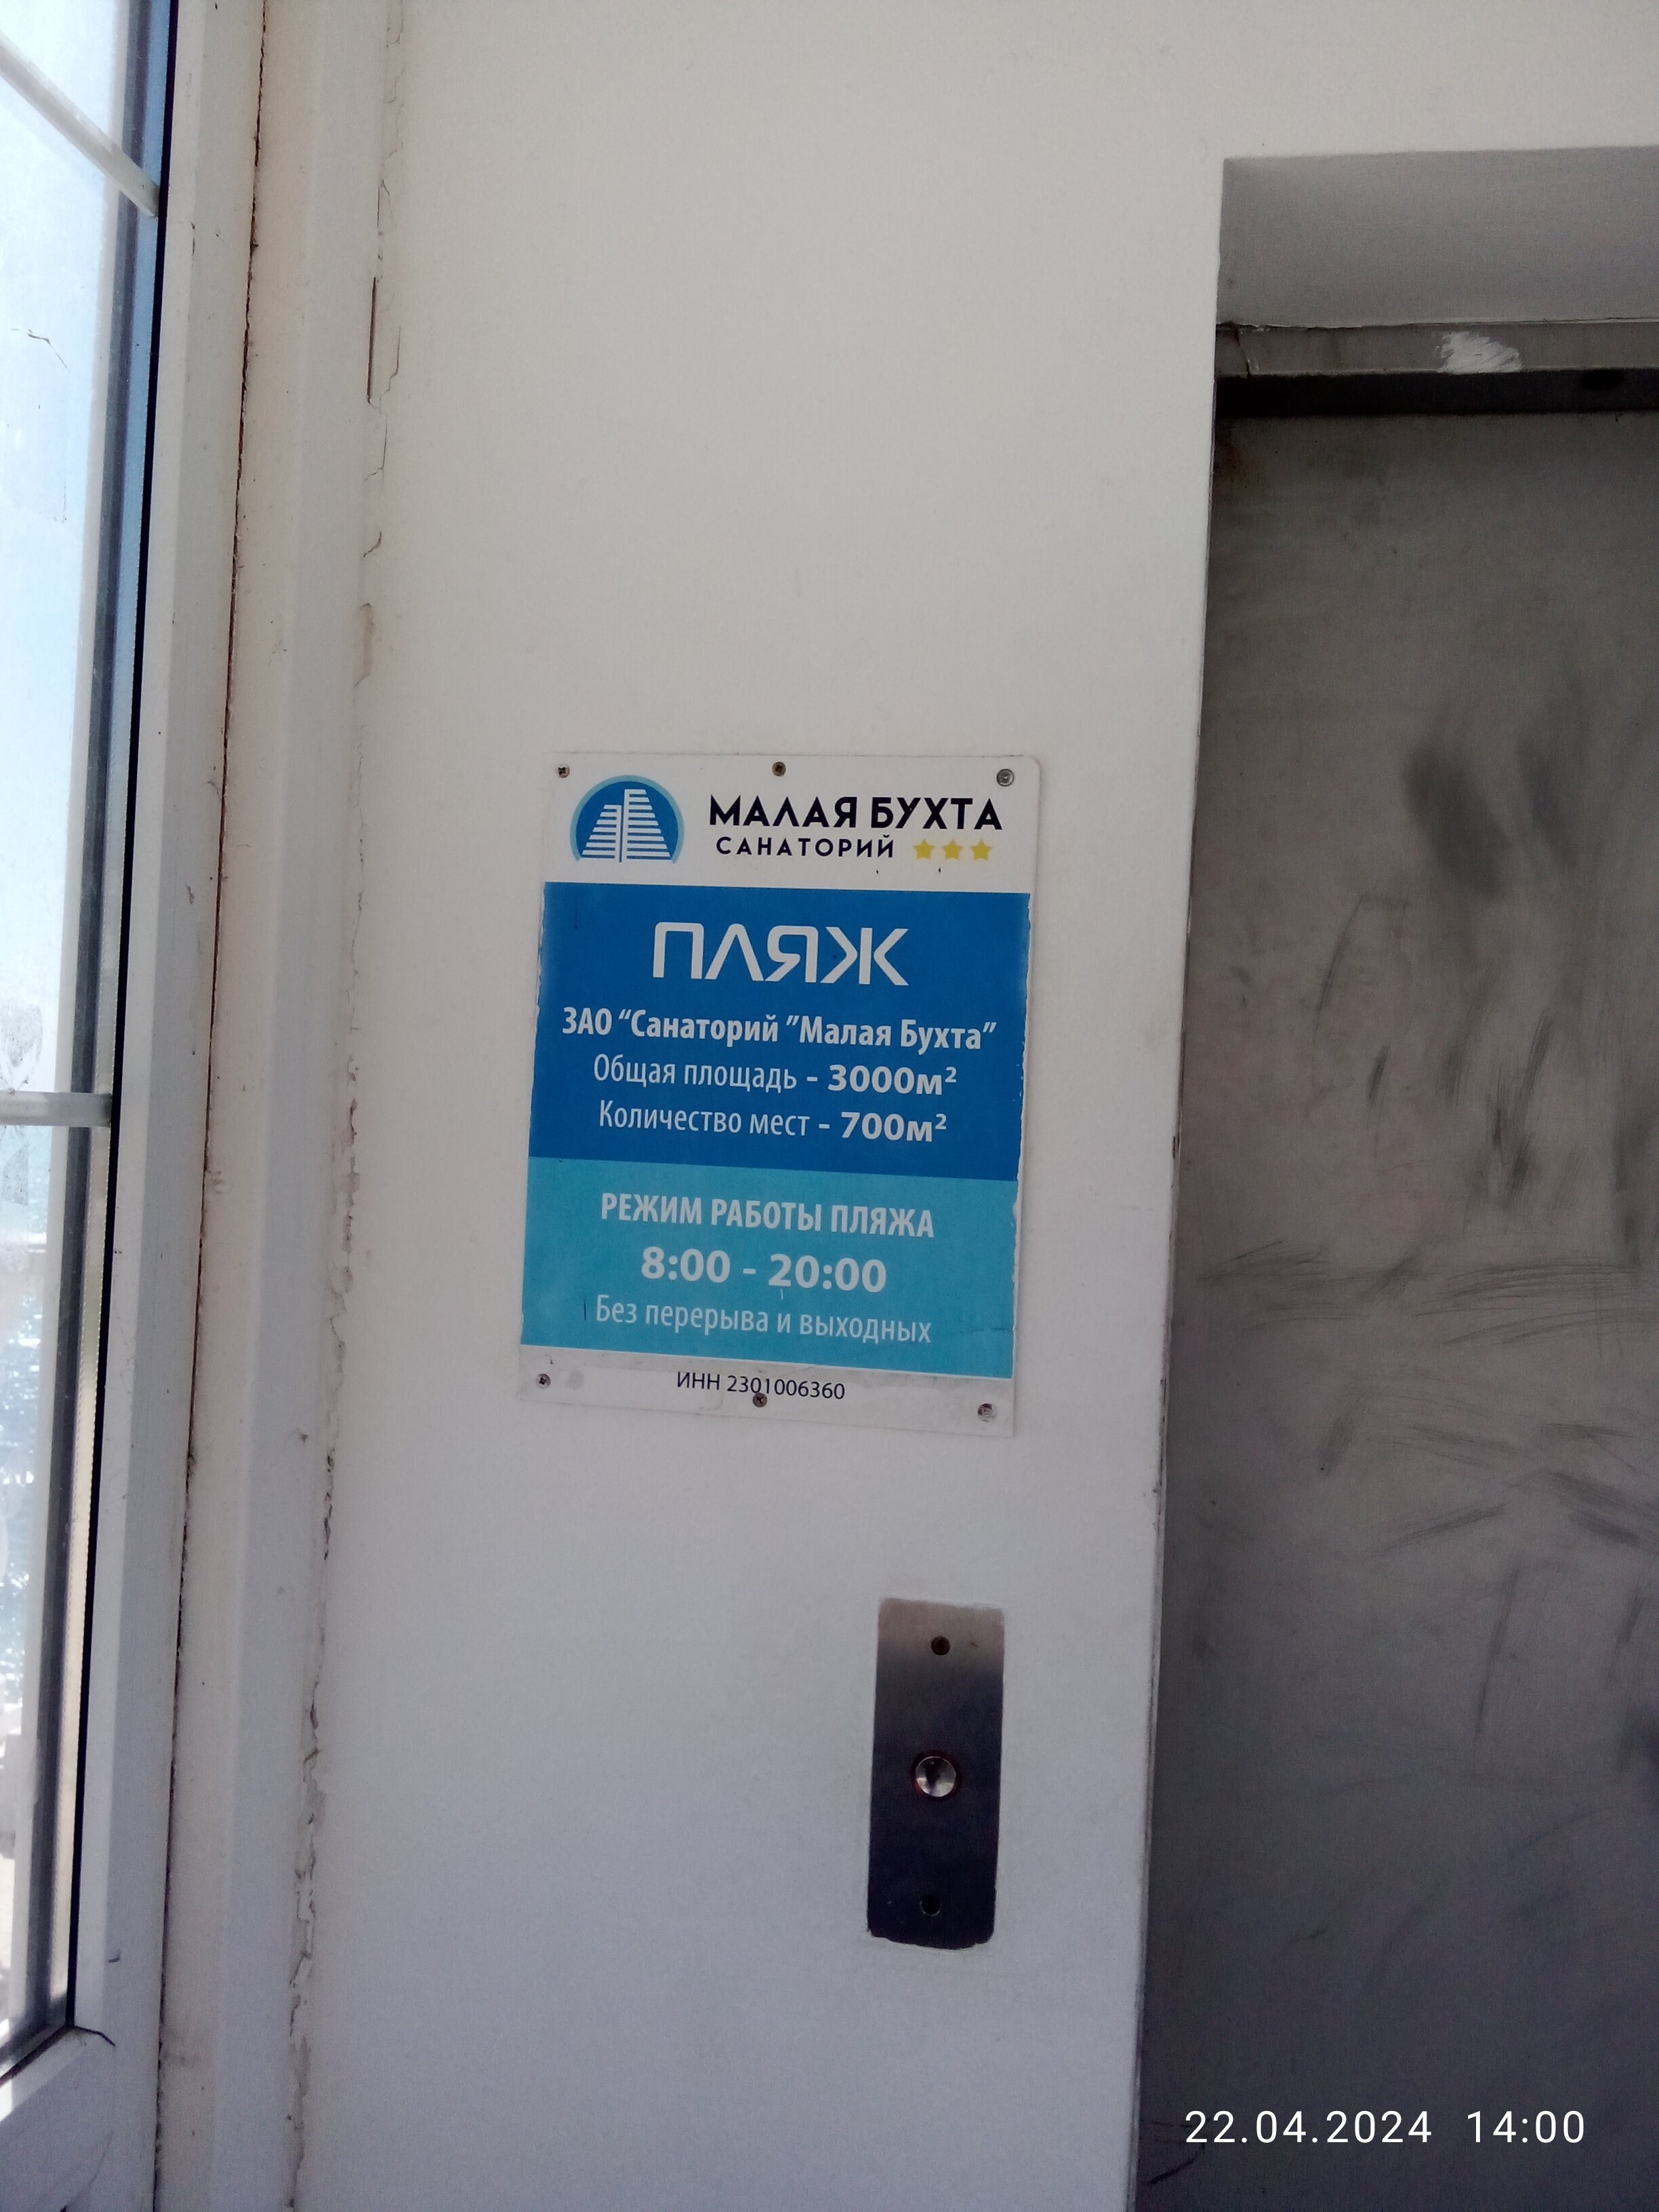 МАЛАЯ БУХТА
САНАТОРИЙ
ПЛЯЖ
ЗАО “Санаторий ”Малая Бухта”
Общая площадь - 3000м²
Количество мест - 700м²
РЕЖИМ РАБОТЫ ПЛЯЖА
8:00 - 20:00
Без перерыва и выходных
ИНН 2301006360
22.04.2024 14:00